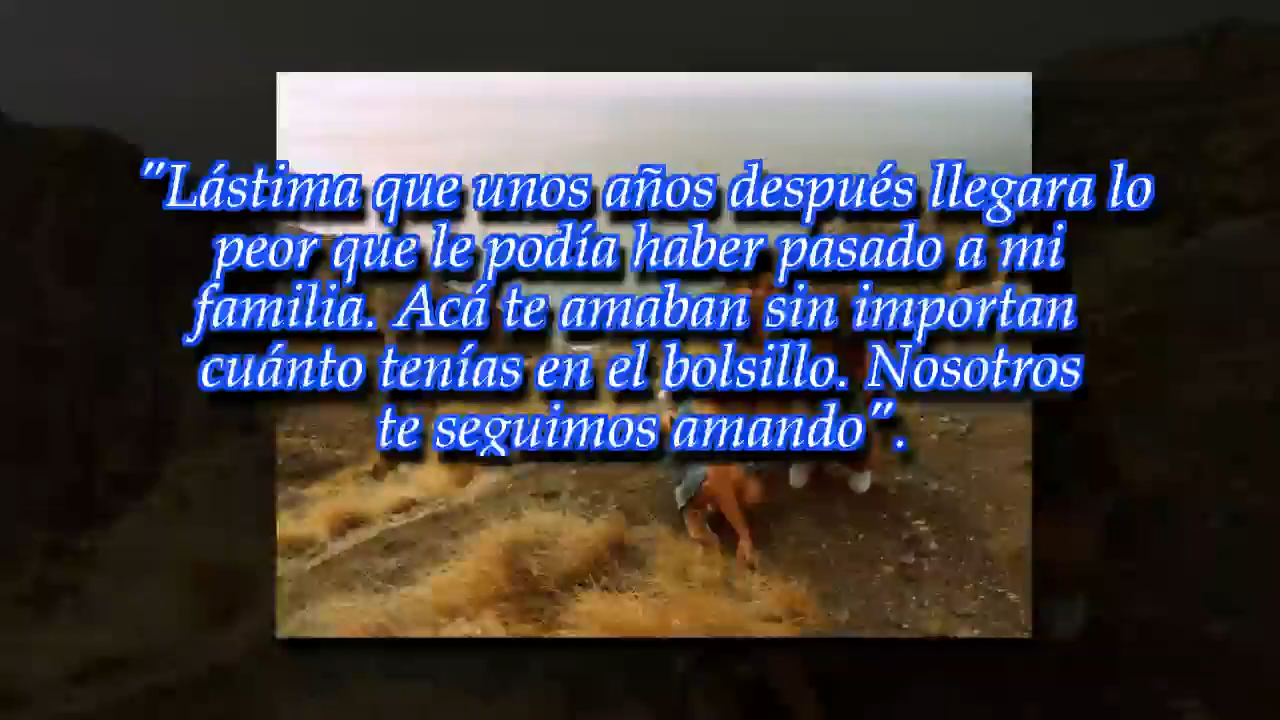 "Lástima que unos años después llegara lo
peor que le podía haber pasado a mi
familia. Acá te amaban sin importan
cuánto tenías en el bolsillo. Nosotros
te seguimos amando".